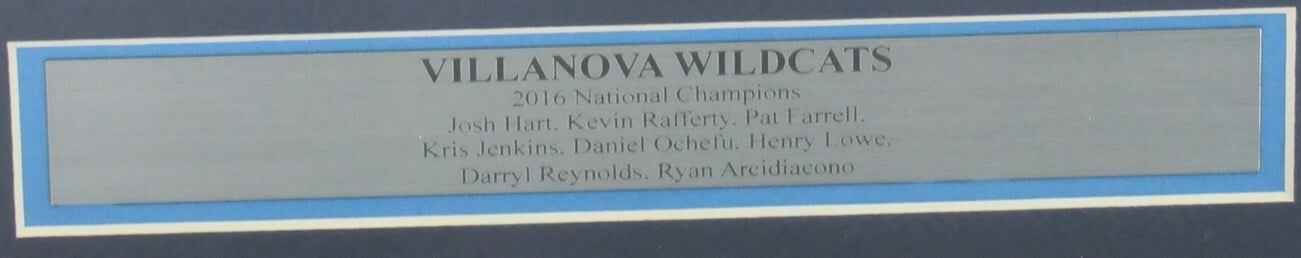 VILLANOVA WILDCATS
2016 National Champions
Josh Hart, Kevin Rafferty, Pat Farrell,
Kris Jenkins, Daniel Ochefu, Henry Lowe,
Darryl Reynolds, Ryan Arcidiacono